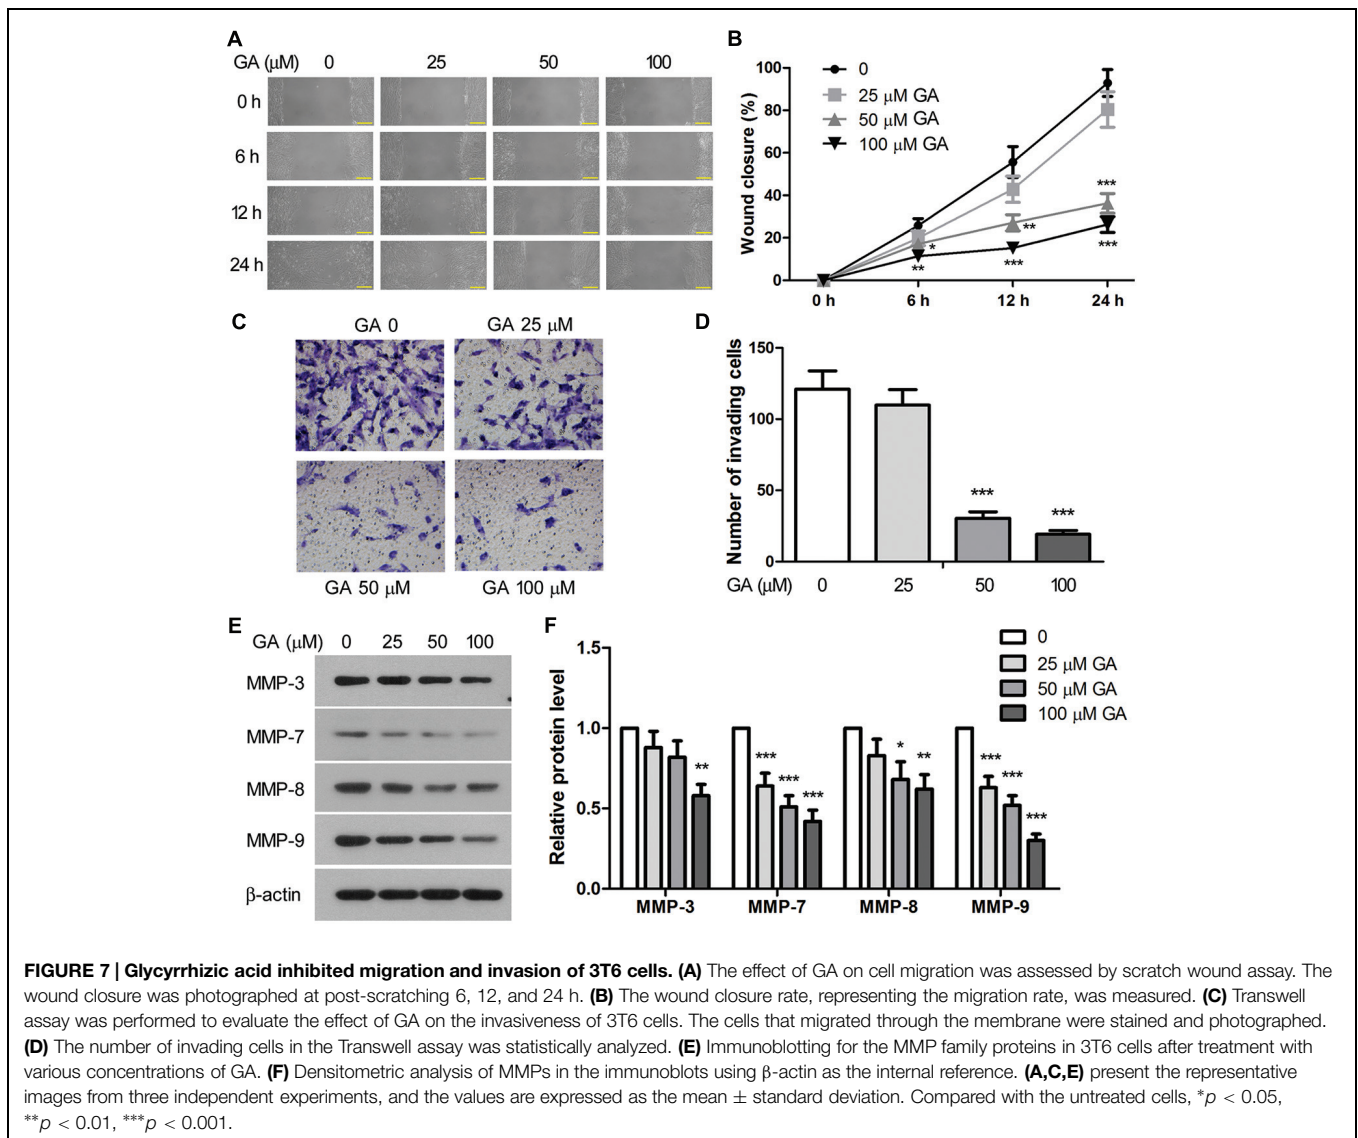 A
GA (μM) 0 25 50 100
0 h
6 h
12 h
24 h
B
Wound closure (%)
100
80
60
40
20
0
0
25 μM GA
50 μM GA
100 μM GA
***
**
*
**
***
***
0 h 6 h 12 h 24 h
C
GA 0 GA 25 μM
GA 50 μM GA 100 μM
D
Number of invading cells
150
100
50
0
***
***
GA (μM) 0 25 50 100
E
GA (μM) 0 25 50 100
MMP-3
MMP-7
MMP-8
MMP-9
β-actin
F
Relative protein level
1.5
1.0
0.5
0.0
0
25 μM GA
50 μM GA
100 μM GA
**
***
***
***
*
**
***
***
***
MMP-3 MMP-7 MMP-8 MMP-9
FIGURE 7 | Glycyrrhizic acid inhibited migration and invasion of 3T6 cells. (A) The effect of GA on cell migration was assessed by scratch wound assay. The
wound closure was photographed at post-scratching 6, 12, and 24 h. (B) The wound closure rate, representing the migration rate, was measured. (C) Transwell
assay was performed to evaluate the effect of GA on the invasiveness of 3T6 cells. The cells that migrated through the membrane were stained and photographed.
(D) The number of invading cells in the Transwell assay was statistically analyzed. (E) Immunoblotting for the MMP family proteins in 3T6 cells after treatment with
various concentrations of GA. (F) Densitometric analysis of MMPs in the immunoblots using β-actin as the internal reference. (A,C,E) present the representative
images from three independent experiments, and the values are expressed as the mean ± standard deviation. Compared with the untreated cells, *p < 0.05,
**p < 0.01, ***p < 0.001.